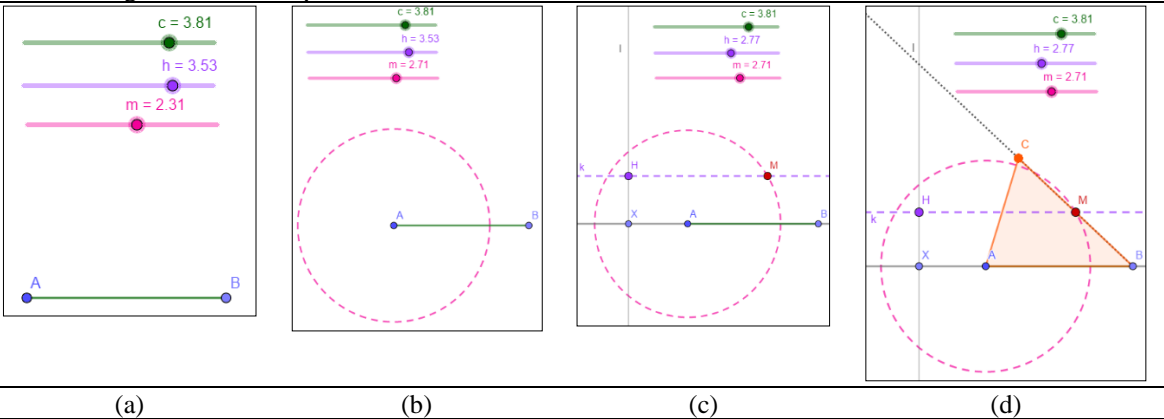 c = 3.81
h = 3.53
m = 2.31
A
B
c = 3.81
h = 3.53
m = 2.71
A
B
c = 3.81
l
h = 2.77
m = 2.71
k
H
M
X
A
B
c = 3.81
l
h = 2.77
m = 2.71
C
H
M
k
X
A
B
(a) (b) (c) (d)